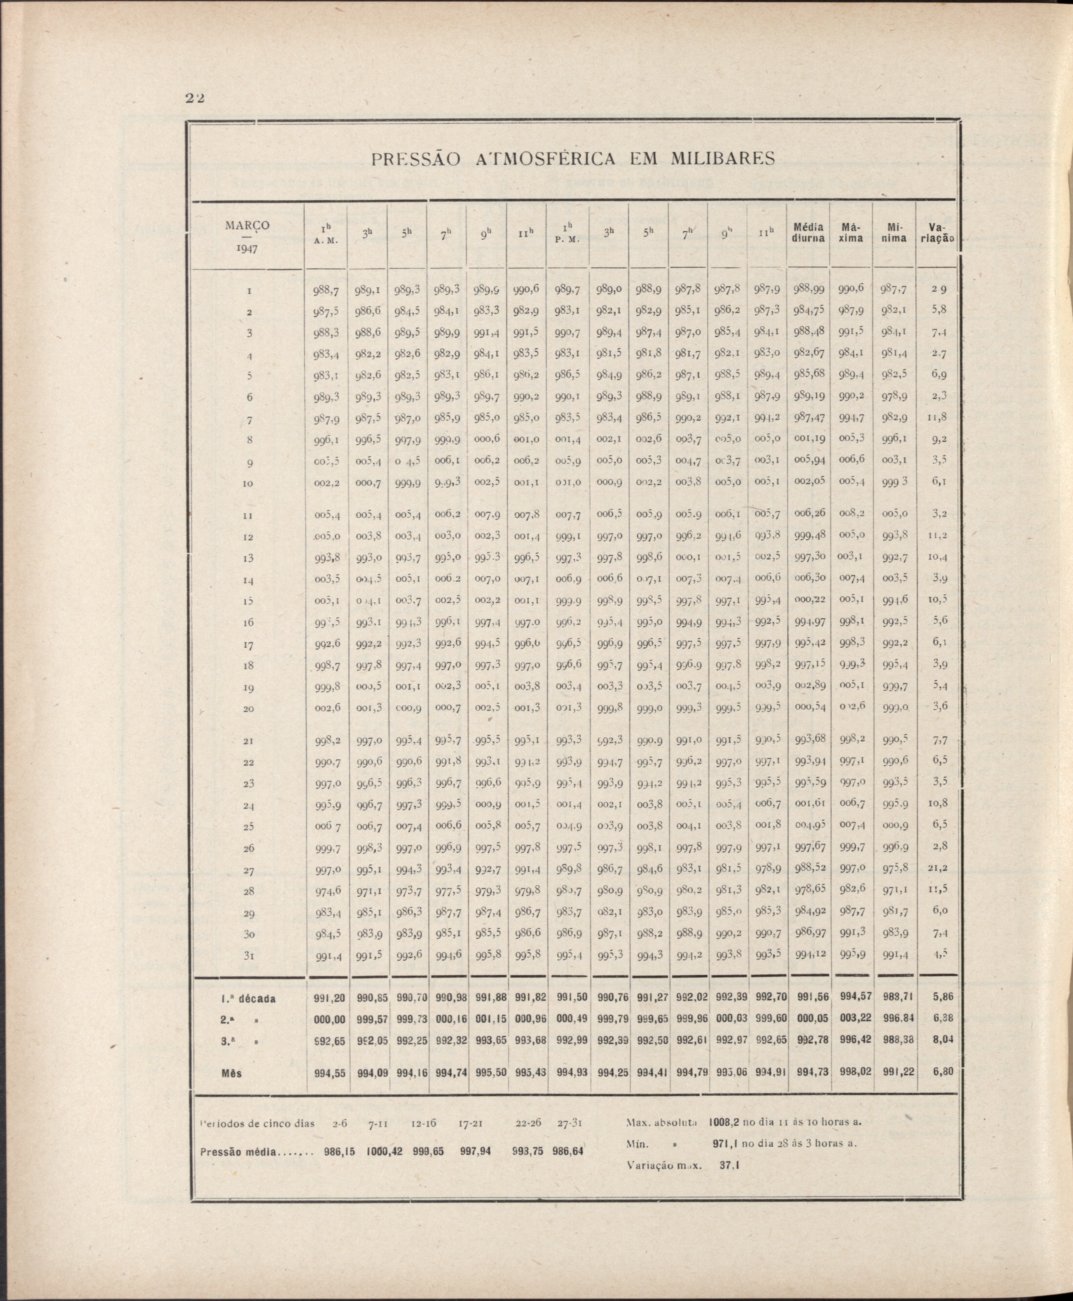 22
PRESSÃO ATMOSFÉRICA EM MILIBARES
MARÇO — 1947 1h A. M. 3h 5h 7h 9h 11h 1h P. M. 3h 5h 7h 9h 11h Média diurna Má- xima Mi- nima Va- riação
1 988,7 989,1 989,3 989,3 989,9 990,6 989,7 989,0 988,9 987,8 987,8 987,9 988,99 990,6 987,7 2 9
2 987,5 986,6 984,5 984,1 983,3 982,9 983,1 982,1 982,9 985,1 986,2 987,3 984,75 987,9 982,1 5,8
3 988,3 988,6 989,5 989,9 991,4 991,5 990,7 989,4 987,4 987,0 985,4 984,1 988,48 991,5 984,1 7,4
4 983,4 982,2 982,6 982,9 984,1 983,5 983,1 981,5 981,8 981,7 982,1 983,0 982,67 984,1 981,4 2,7
5 983,1 982,6 982,5 983,1 986,1 986,2 986,5 984,9 986,2 987,1 988,5 989,4 985,68 989,4 982,5 6,9
6 989,3 989,3 989,3 989,3 989,7 990,2 990,1 989,3 988,9 989,1 988,1 987,9 989,19 990,2 978,9 2,3
7 987,9 987,5 987,0 985,9 985,0 985,0 983,5 983,4 986,5 990,2 992,1 994,2 987,47 994,7 982,9 11,8
8 996,1 996,5 997,9 999,9 000,6 001,0 001,4 002,1 002,6 003,7 005,0 005,0 001,19 005,3 996,1 9,2
9 005,5 005,4 0 4,5 006,1 006,2 006,2 005,9 005,0 005,3 004,7 003,7 003,1 005,94 006,6 003,1 3,5
10 002,2 000,7 999,9 999,3 002,5 001,1 001,0 000,9 002,2 003,8 005,0 005,1 002,05 005,4 999 3 6,1
11 005,4 005,4 005,4 006,2 007,9 007,8 007,7 006,5 005,9 005,9 006,1 005,7 006,26 008,2 005,0 3,2
12 005,0 003,8 003,4 003,0 002,3 001,4 999,1 997,0 997,0 996,2 994,6 993,8 999,48 005,0 993,8 11,2
13 993,8 993,0 993,7 995,0 995,3 996,5 997,3 997,8 998,6 000,1 001,5 002,5 997,30 003,1 992,7 10,4
14 003,5 004,5 005,1 006,2 007,0 007,1 006,9 006,6 007,1 007,3 007,4 006,6 006,30 007,4 003,5 3,9
15 005,1 004,1 003,7 002,5 002,2 001,1 999,9 998,9 998,5 997,8 997,1 995,4 000,22 005,1 994,6 10,5
16 99 ,5 993,1 994,3 996,1 997,4 997,0 996,2 995,4 995,0 994,9 994,3 992,5 994,97 998,1 992,5 5,6
17 992,6 992,2 992,3 992,6 994,5 996,0 996,5 996,9 996,5 997,5 997,5 997,9 995,42 998,3 992,2 6,1
18 998,7 997,8 997,4 997,0 997,3 997,0 996,6 995,7 995,4 996,9 997,8 998,2 997,15 999,3 995,4 3,9
19 999,8 000,5 001,1 002,3 005,1 003,8 003,4 003,3 003,5 003,7 004,5 003,9 002,89 005,1 999,7 5,4
20 002,6 001,3 000,9 000,7 002,5 001,3 001,3 999,8 999,0 999,3 999,5 999,5 000,54 002,6 999,0 3,6
21 998,2 997,0 995,4 995,7 995,5 995,1 993,3 992,3 990,9 991,0 991,5 990,5 993,68 998,2 990,5 7,7
22 990,7 990,6 990,6 991,8 993,1 994,2 993,9 994,7 995,7 996,2 997,0 997,1 993,94 997,1 990,6 6,5
23 997,0 996,5 996,3 996,7 996,6 995,9 995,4 993,9 994,2 994,2 995,3 995,5 995,59 997,0 993,5 3,5
24 995,9 996,7 997,3 999,5 000,9 001,5 001,4 002,1 003,8 005,1 005,4 006,7 001,61 006,7 995,9 10,8
25 006 7 006,7 007,4 006,6 005,8 005,7 004,9 003,9 003,8 004,1 003,8 001,8 004,95 007,4 000,9 6,5
26 999,7 998,3 997,0 996,9 997,5 997,8 997,5 997,3 998,1 997,8 997,9 997,1 997,67 999,7 996,9 2,8
27 997,0 995,1 994,3 993,4 992,7 991,4 989,8 986,7 984,6 983,1 981,5 978,9 988,52 997,0 975,8 21,2
28 974,6 971,1 973,7 977,5 979,3 979,8 980,7 980,9 980,9 980,2 981,3 982,1 978,65 982,6 971,1 11,5
29 983,4 985,1 986,3 987,7 987,4 986,7 983,7 982,1 983,0 983,9 985,0 985,3 984,92 987,7 981,7 6,0
30 984,5 983,9 983,9 985,1 985,5 986,6 986,9 987,1 988,2 988,9 990,2 990,7 986,97 991,3 983,9 7,4
31 991,4 991,5 992,6 994,6 995,8 995,8 995,4 995,3 994,3 994,2 993,8 993,5 994,12 995,9 991,4 4,5
1.ª década 991,20 990,85 990,70 990,98 991,88 991,82 991,50 990,76 991,27 992,02 992,39 992,70 991,56 994,57 988,71 5,86
2.ª » 000,00 999,57 999,73 000,16 001,15 000,96 000,49 999,79 999,65 999,96 000,03 999,60 000,05 003,22 996,84 6,38
3.ª » 992,65 992,05 992,25 992,32 993,65 993,68 992,99 992,39 992,50 992,61 992,97 992,65 992,78 996,42 988,38 8,04
Mês 994,55 994,09 994,16 994,74 995,50 995,43 994,93 994,25 994,41 994,79 995,06 994,91 994,73 998,02 991,22 6,80
Periodos de cinco dias 2-6 7-11 12-16 17-21 22-26 27-31
Pressão média....... 986,15 1000,42 999,65 997,94 993,75 986,64
Max. absoluta 1008,2 no dia 11 ás 10 horas a.
Min. » 971,1 no dia 28 ás 3 horas a.
Variação max. 37,1